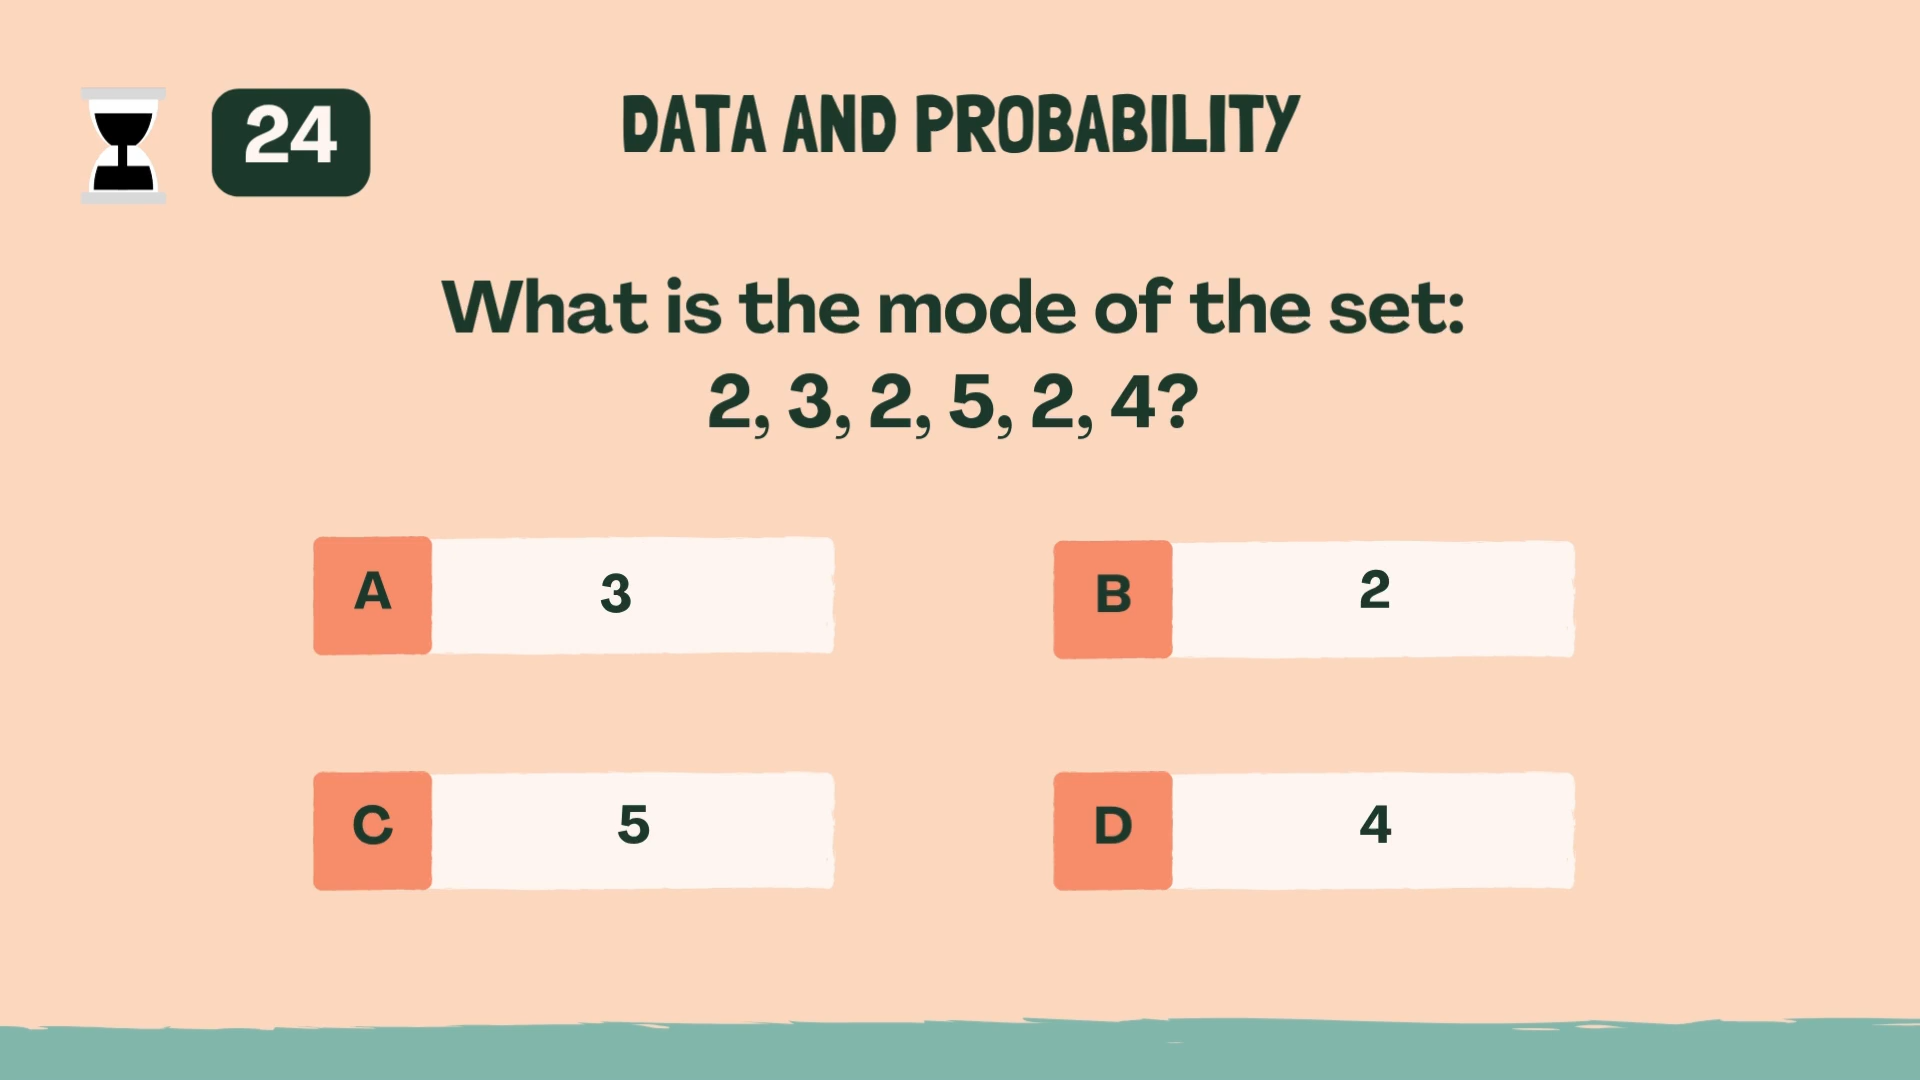 24
DATA AND PROBABILITY
What is the mode of the set:
2, 3, 2, 5, 2, 4?
A 3
B 2
C 5
D 4